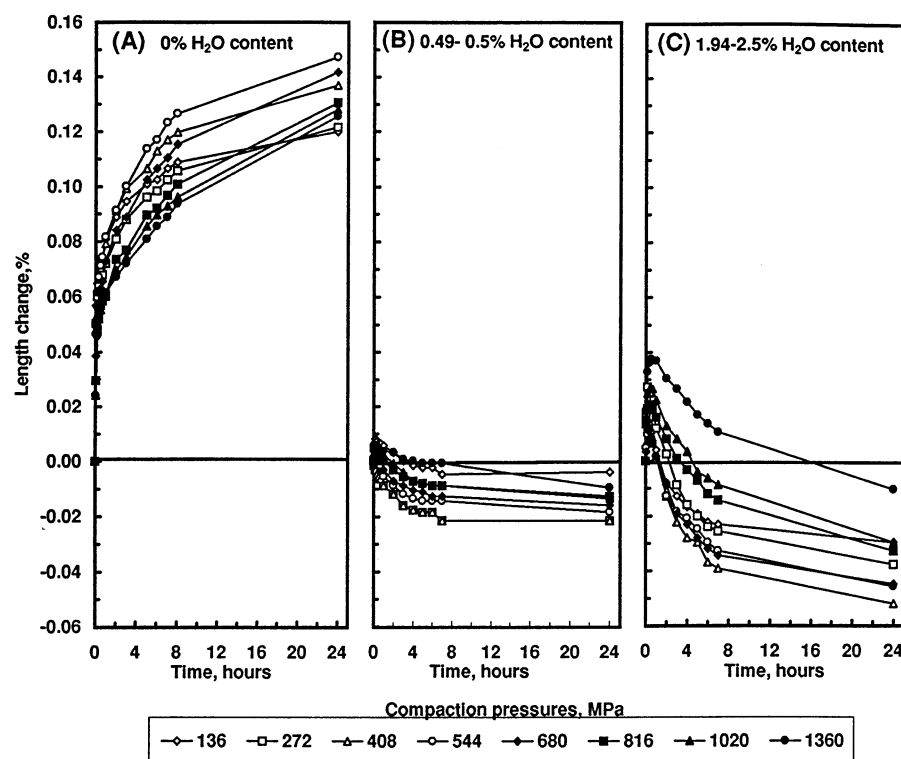 (A) 0% H2O content
(B) 0.49- 0.5% H2O content
(C) 1.94-2.5% H2O content
Length change,%
0.16
0.14
0.12
0.10
0.08
0.06
0.04
0.02
0.00
-0.02
-0.04
-0.06
0 4 8 12 16 20 24
0 4 8 12 16 20 24
0 4 8 12 16 20 24
Time, hours
Time, hours
Time, hours
Compaction pressures, MPa
136 272 408 544 680 816 1020 1360